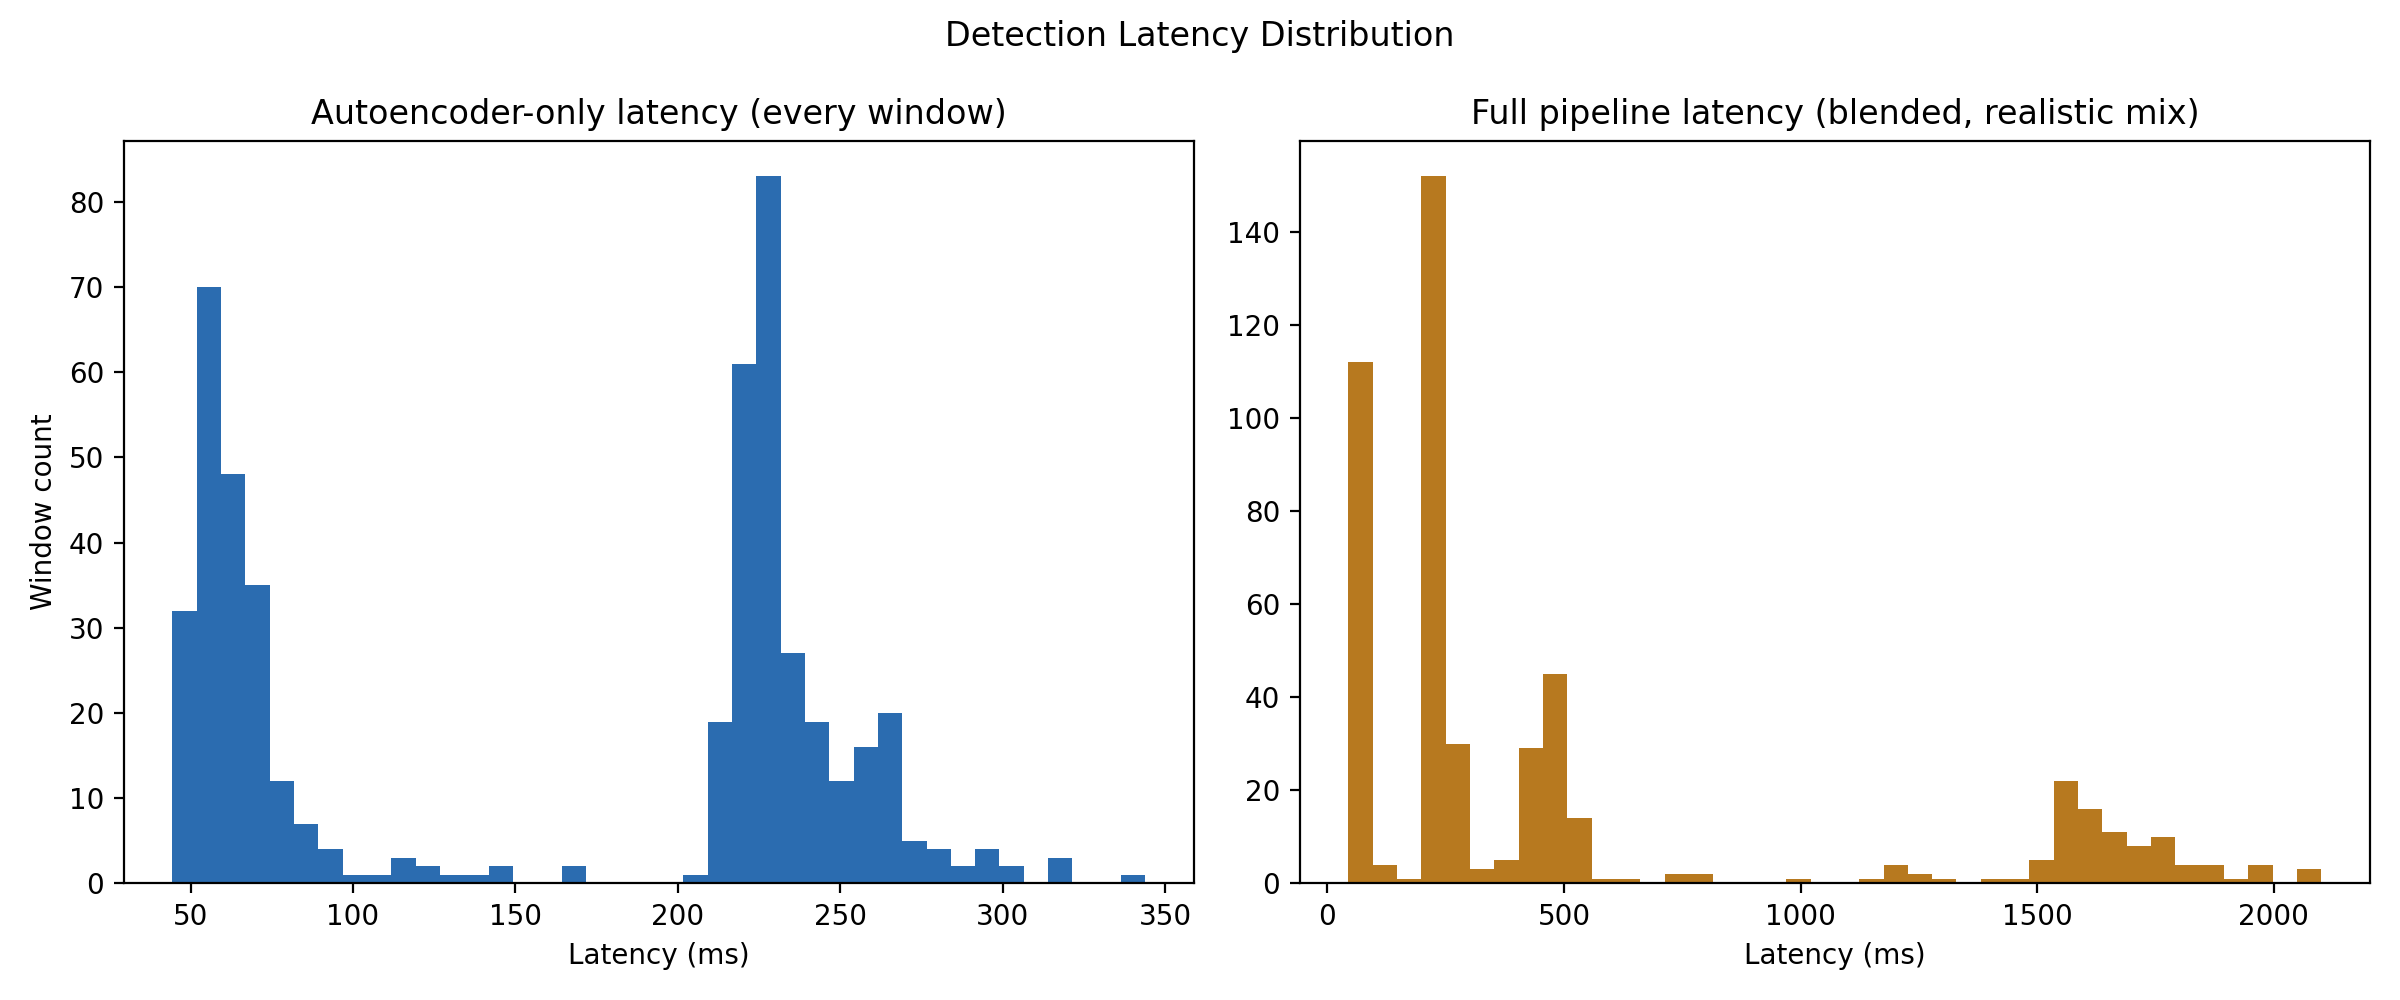 Detection Latency Distribution
Autoencoder-only latency (every window)
Window count
80
70
60
50
40
30
20
10
0
50 100 150 200 250 300 350
Latency (ms)
Full pipeline latency (blended, realistic mix)
140
120
100
80
60
40
20
0
0 500 1000 1500 2000
Latency (ms)